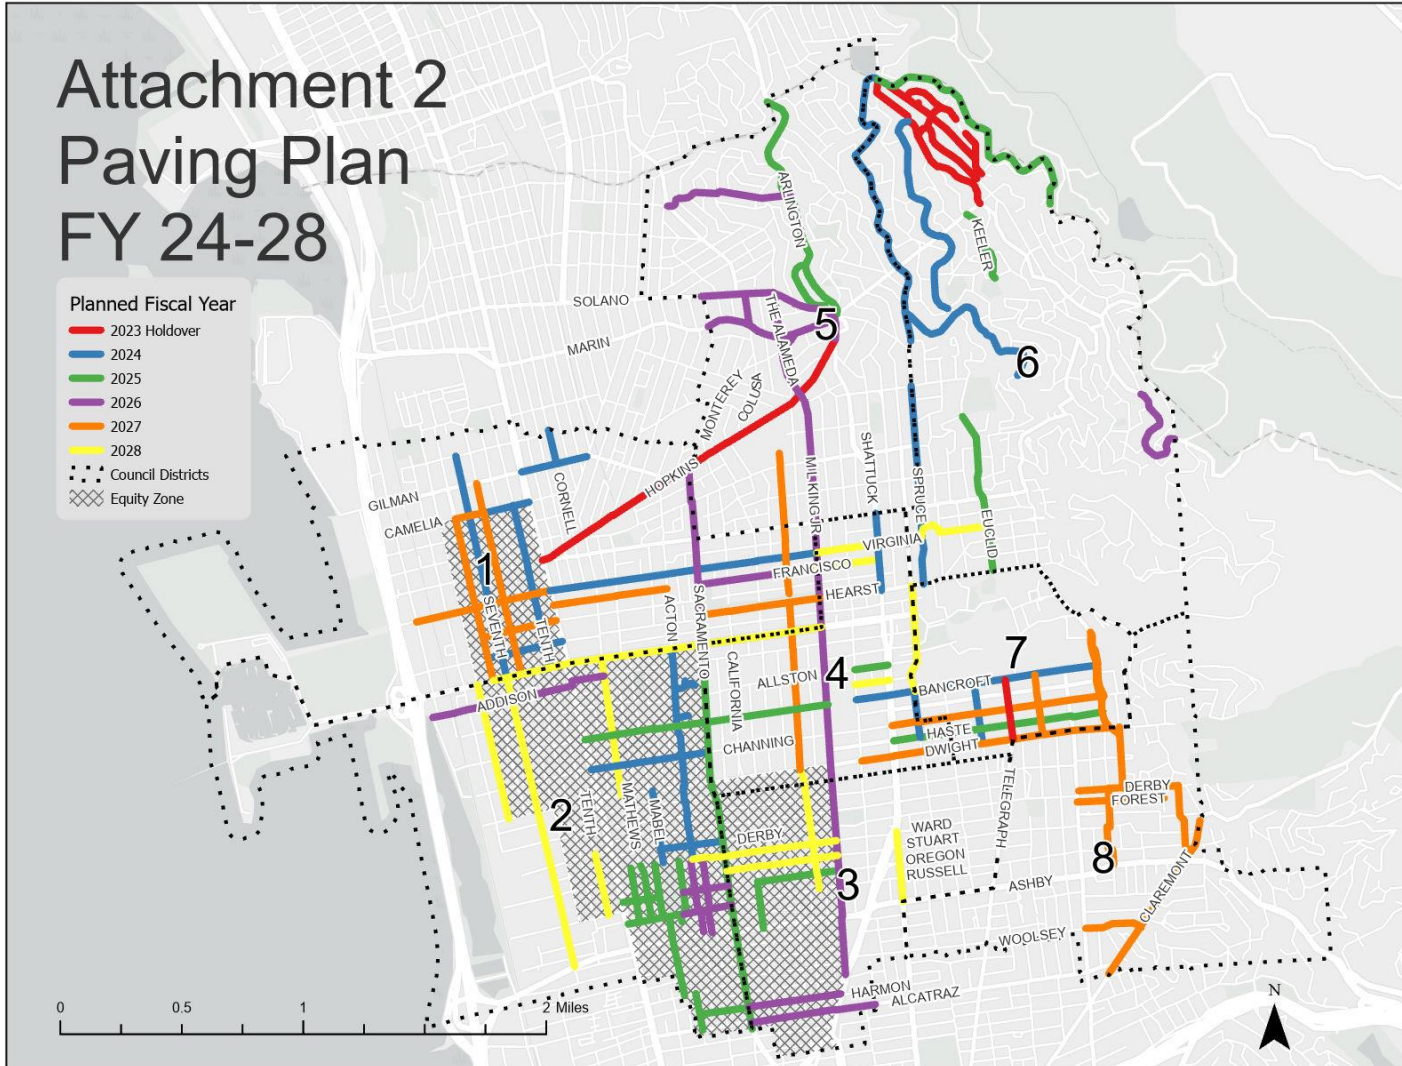 Attachment 2
Paving Plan
FY 24-28
Planned Fiscal Year
2023 Holdover
2024
2025
2026
2027
2028
Council Districts
Equity Zone
ARLINGTON
KEELER
SOLANO
THE ALAMEDA
5
MARIN
6
MONTEREY
COLUSA
SHATTUCK
SPRUCE
HOPKINS
MILKING JR
CORNELL
GILMAN
CAMELIA
EUCLID
VIRGINIA
1
FRANCISCO
SEVENTH
TENTH
ACTON
SACRAMENTO
HEARST
CALIFORNIA
7
4
ALLSTON
BANCROFT
ADDISON
HASTE
CHANNING
DWIGHT
TELEGRAPH
2
TENTH
MATHEWS
MABEL
DERBY
FOREST
DERBY
WARD
STUART
OREGON
RUSSELL
8
3
ASHBY
CLAREMONT
WOOLSEY
HARMON
ALCATRAZ
0
0.5
1
2 Miles
N